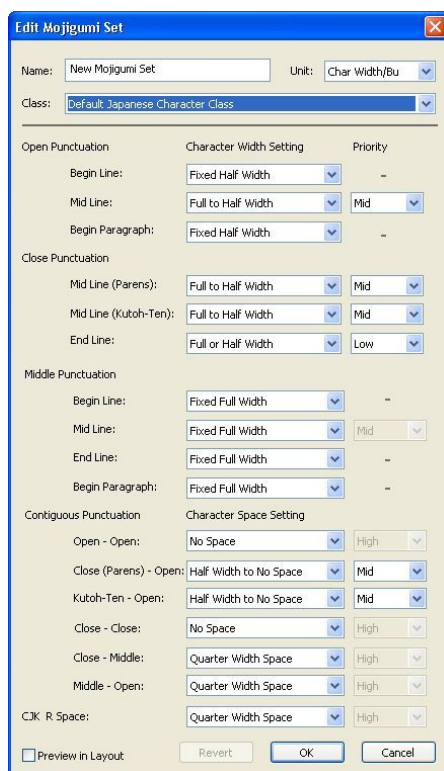 Edit Mojigumi Set
Name: New Mojigumi Set Unit: Char Width/Bu
Class: Default Japanese Character Class
Open Punctuation Character Width Setting Priority
Begin Line: Fixed Half Width -
Mid Line: Full to Half Width Mid
Begin Paragraph: Fixed Half Width -
Close Punctuation
Mid Line (Parens): Full to Half Width Mid
Mid Line (Kutoh-Ten): Full to Half Width Mid
End Line: Full or Half Width Low
Middle Punctuation
Begin Line: Fixed Full Width -
Mid Line: Fixed Full Width Mid
End Line: Fixed Full Width -
Begin Paragraph: Fixed Full Width -
Contiguous Punctuation Character Space Setting
Open - Open: No Space High
Close (Parens) - Open: Half Width to No Space Mid
Kutoh-Ten - Open: Half Width to No Space Mid
Close - Close: No Space High
Close - Middle: Quarter Width Space High
Middle - Open: Quarter Width Space High
CJK R Space: Quarter Width Space High
Preview in Layout Revert OK Cancel